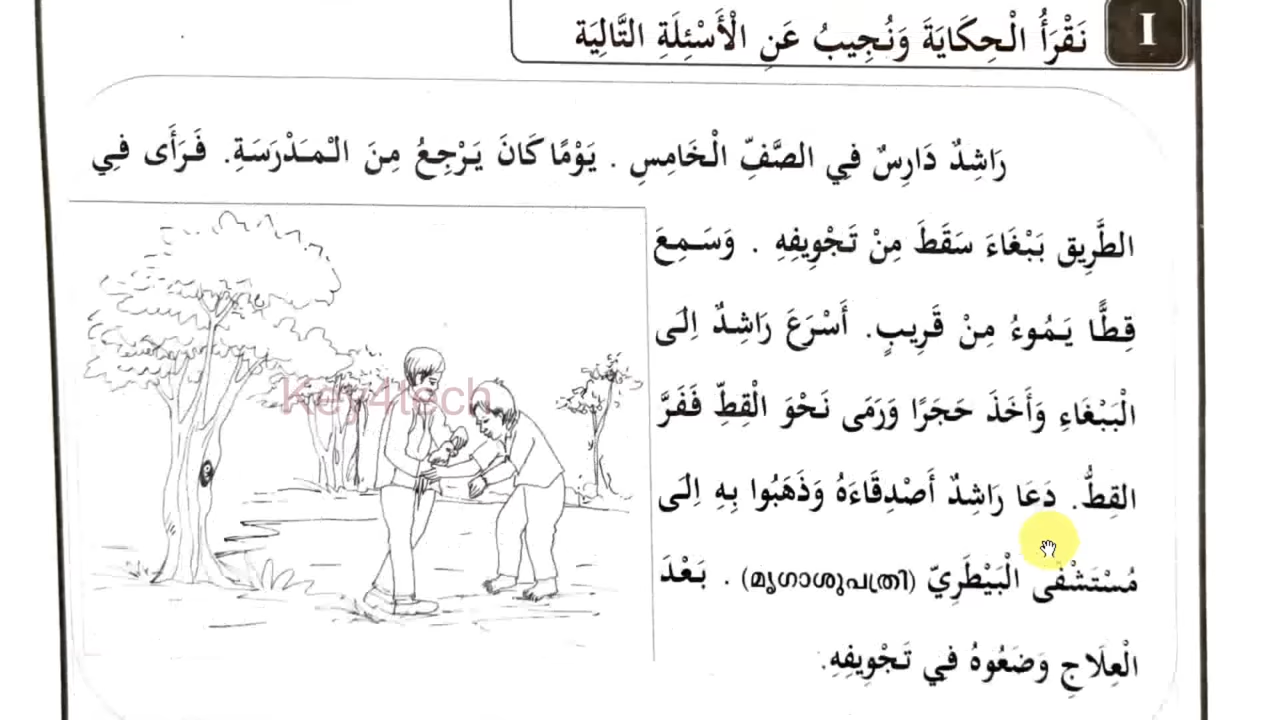 I
نَقْرَأُ الْحِكَايَةَ وَنُجِيبُ عَنِ الْأَسْئِلَةِ التَّالِيَة
رَاشِدٌ دَارِسٌ فِي الصَّفِّ الْخَامِسِ . يَوْمًا كَانَ يَرْجِعُ مِنَ الْمَدْرَسَةِ. فَرَأَى فِي
الطَّرِيقِ بَبْغَاءَ سَقَطَ مِنْ تَجْوِيفِهِ . وَسَمِعَ
قِطًّا يَمُوءُ مِنْ قَرِيبٍ. أَسْرَعَ رَاشِدٌ اِلَى
الْبَبْغَاءِ وَأَخَذَ حَجَرًا وَرَمَى نَحْوَ الْقِطِّ فَفَرَّ
القِطُّ. دَعَا رَاشِدٌ أَصْدِقَاءَهُ وَذَهَبُوا بِهِ اِلَى
مُسْتَشْفَى الْبَيْطَرِيّ (മൃഗാശുപത്രി) . بَعْدَ
الْعِلَاجِ وَضَعُوهُ فِي تَجْوِيفِهِ.
Key4tech